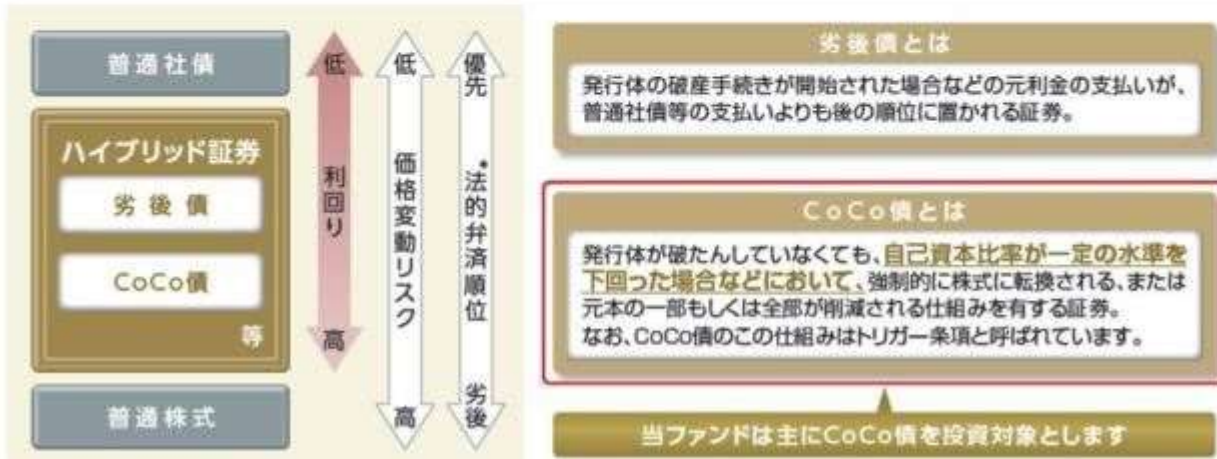 普通社債
ハイブリッド証券
劣後債
CoCo債
等
普通株式
低
利回り
高
低
価格変動リスク
高
優先
*法的弁済順位
劣後
劣後債とは
発行体の破産手続きが開始された場合などの元利金の支払いが、
普通社債等の支払いよりも後の順位に置かれる証券。
CoCo債とは
発行体が破たんしていなくても、自己資本比率が一定の水準を
下回った場合などにおいて、強制的に株式に転換される、または
元本の一部もしくは全部が削減される仕組みを有する証券。
なお、CoCo債のこの仕組みはトリガー条項と呼ばれています。
当ファンドは主にCoCo債を投資対象とします